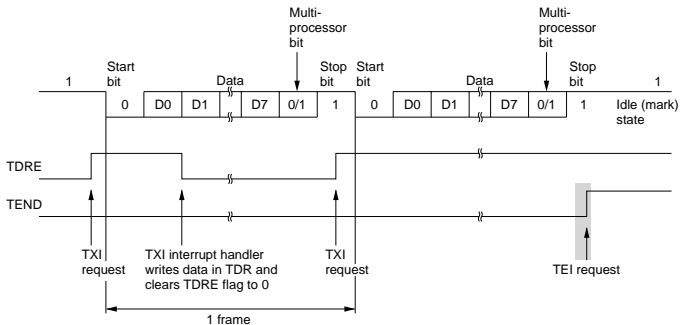 Multi-
processor
bit
Multi-
processor
bit
1
Start
bit
Data
Stop
bit
Start
bit
Data
Stop
bit
1
0 D0 D1 D7 0/1 1 0 D0 D1 D7 0/1 1
Idle (mark)
state
TDRE
TEND
TXI
request
TXI interrupt handler
writes data in TDR and
clears TDRE flag to 0
TXI
request
TEI request
1 frame